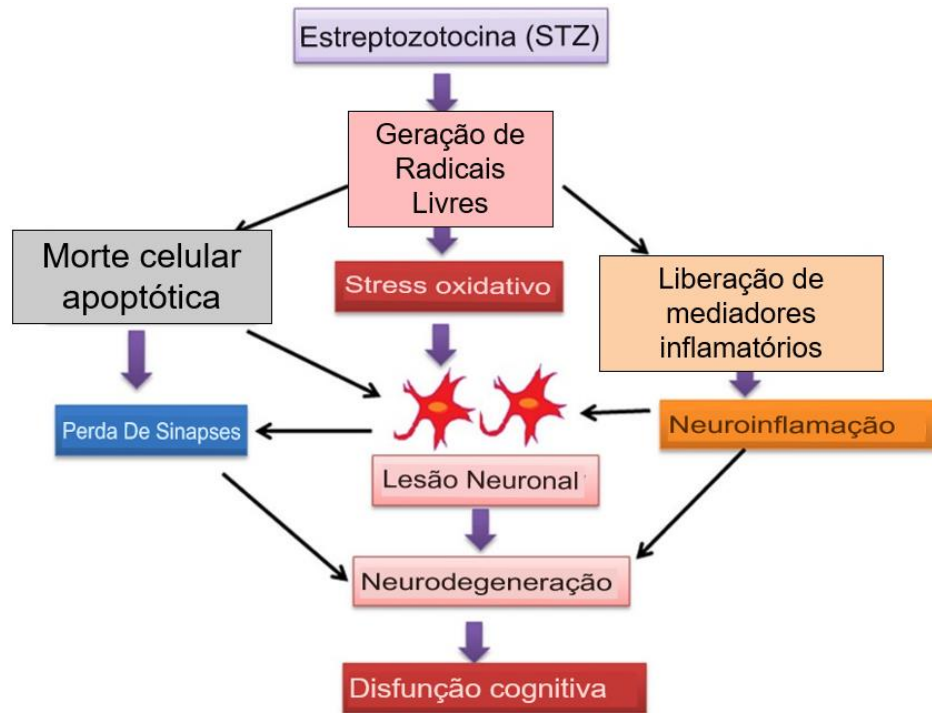 Estreptozotocina (STZ)
Geração de
Radicais
Livres
Morte celular
apoptótica
Stress oxidativo
Liberação de
mediadores
inflamatórios
Perda De Sinapses
Neuroinflamação
Lesão Neuronal
Neurodegeneração
Disfunção cognitiva